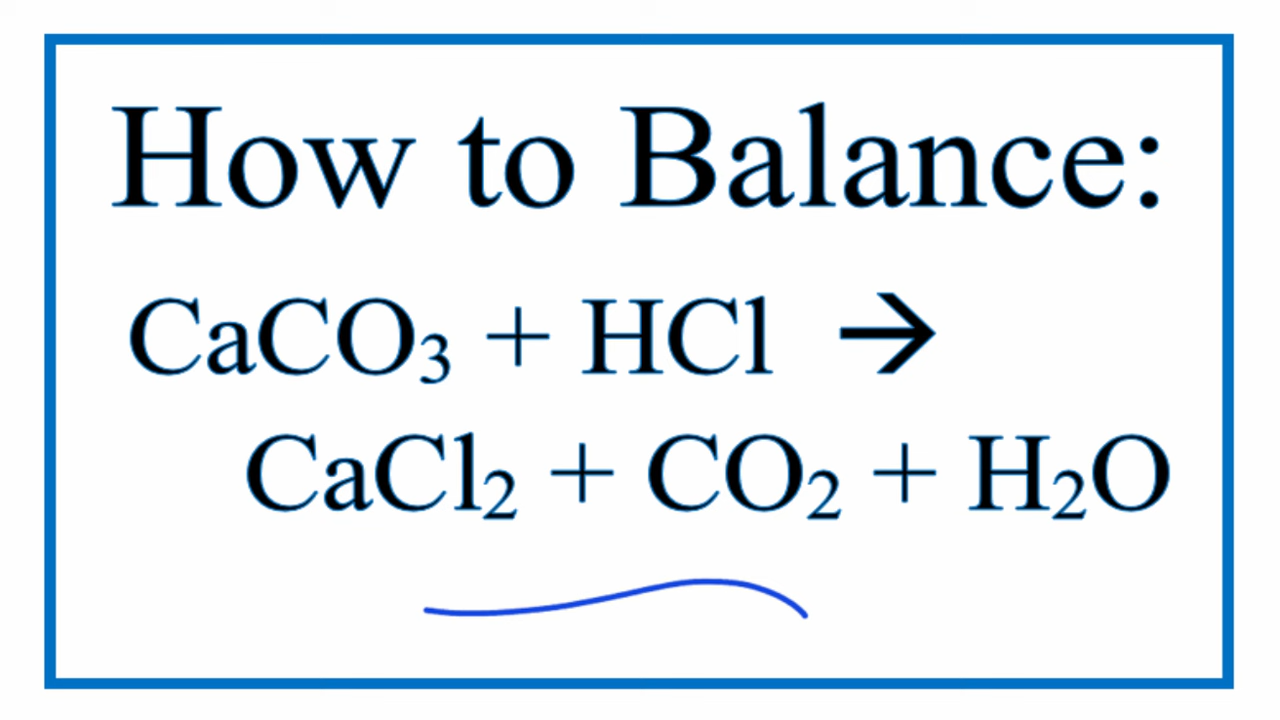 How to Balance:
CaCO₃ + HCl →
CaCl₂ + CO₂ + H₂O